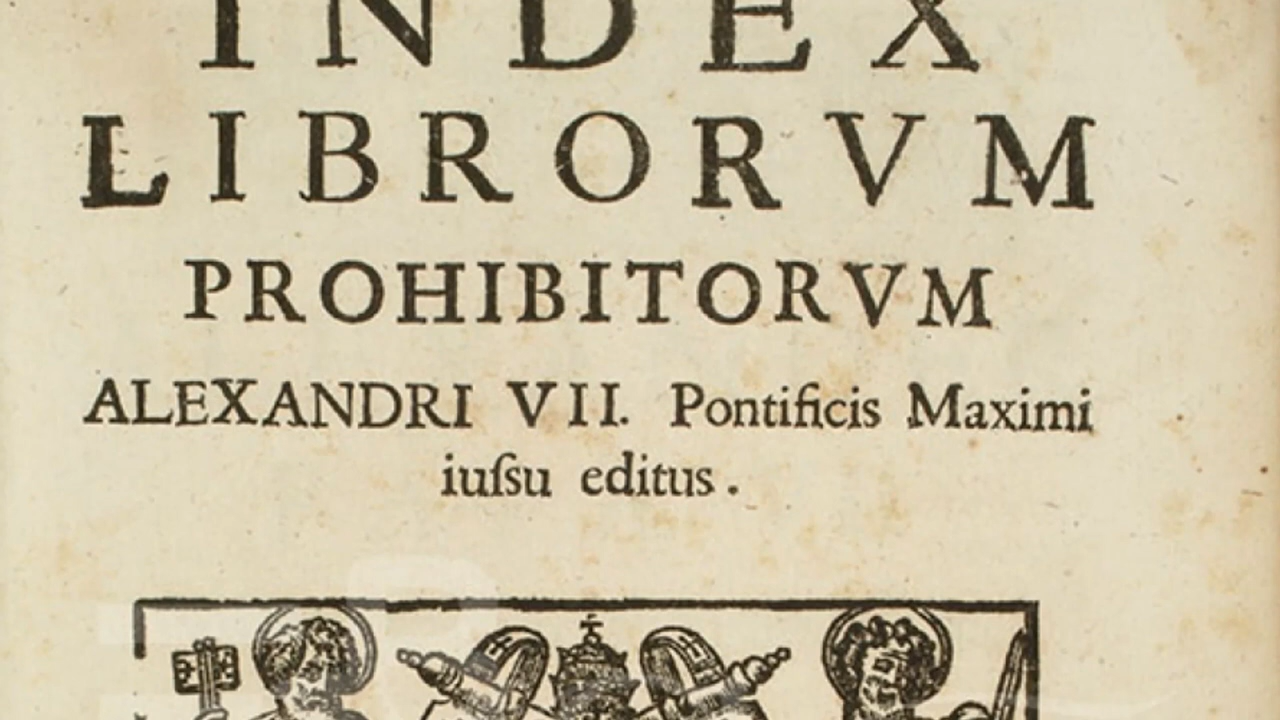 INDEX
LIBRORVM
PROHIBITORVM
ALEXANDRI VII. Pontificis Maximi
iuſsu editus.